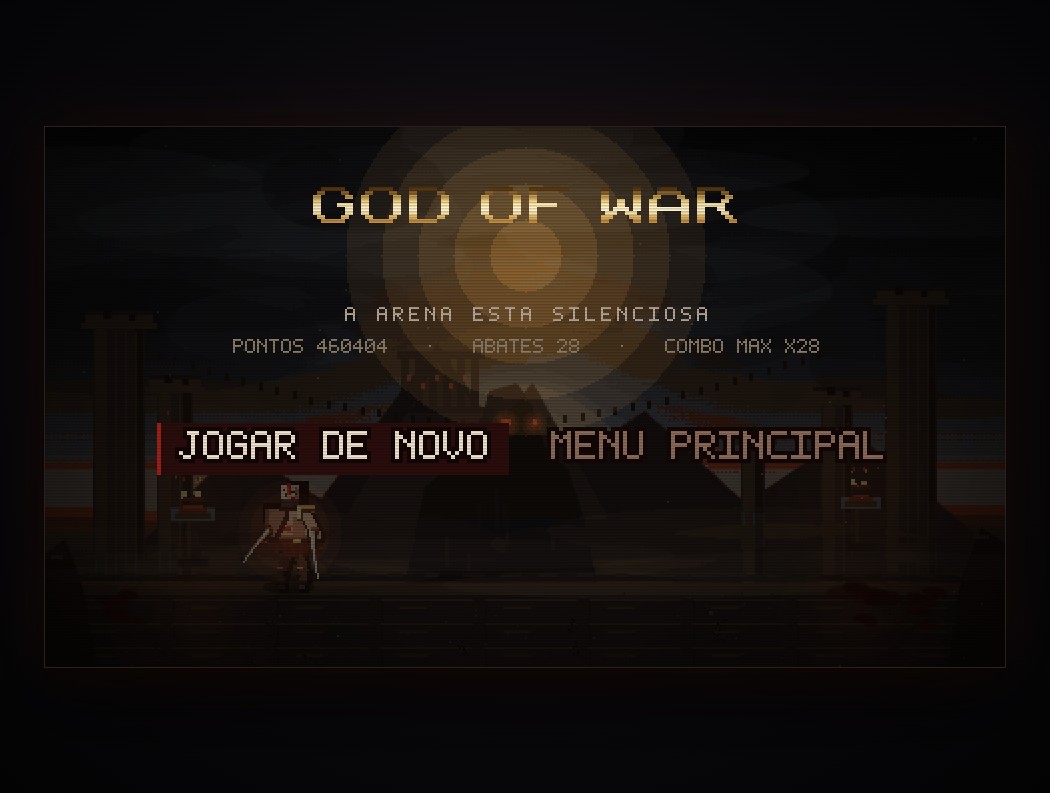 GOD OF WAR
A ARENA ESTA SILENCIOSA
PONTOS 460404 · ABATES 28 · COMBO MAX X28
JOGAR DE NOVO MENU PRINCIPAL